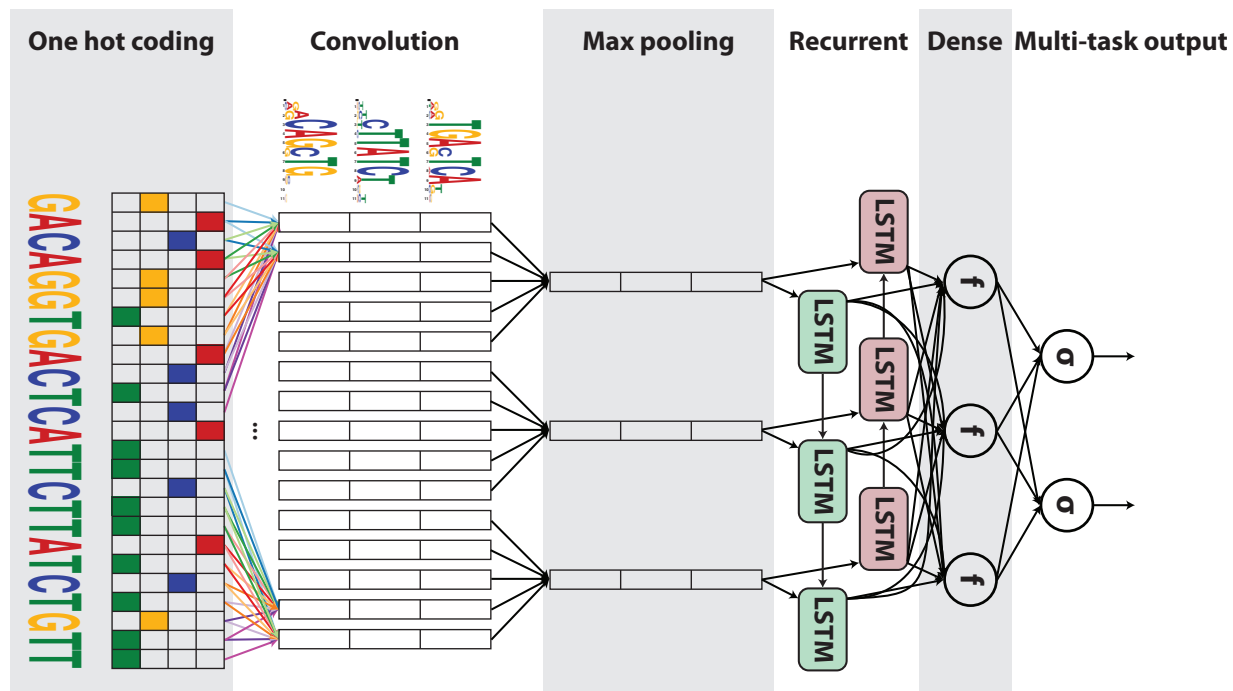 One hot coding
Convolution
Max pooling
Recurrent
Dense
Multi-task output
GACAGGTGACTCATTCTTATCTGTT
...
LSTM
LSTM
LSTM
LSTM
LSTM
LSTM
f
f
f
σ
σ